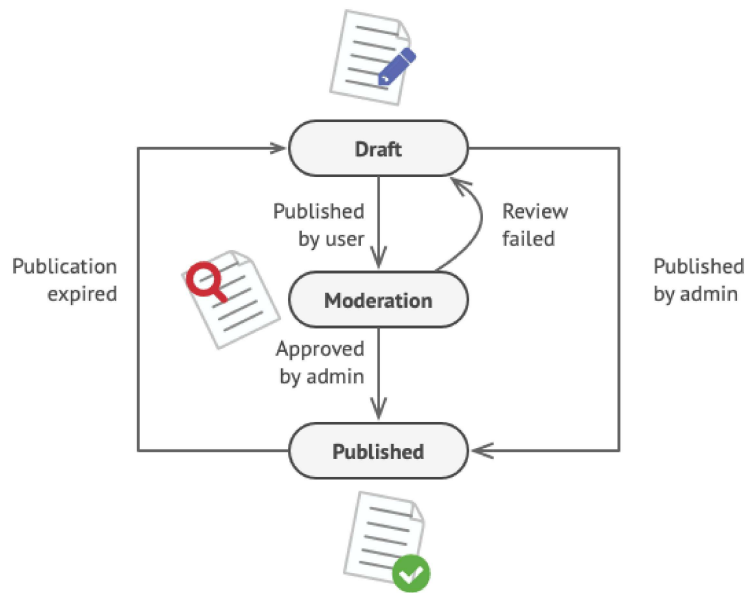 Draft
Published
by user
Review
failed
Publication
expired
Published
by admin
Moderation
Approved
by admin
Published